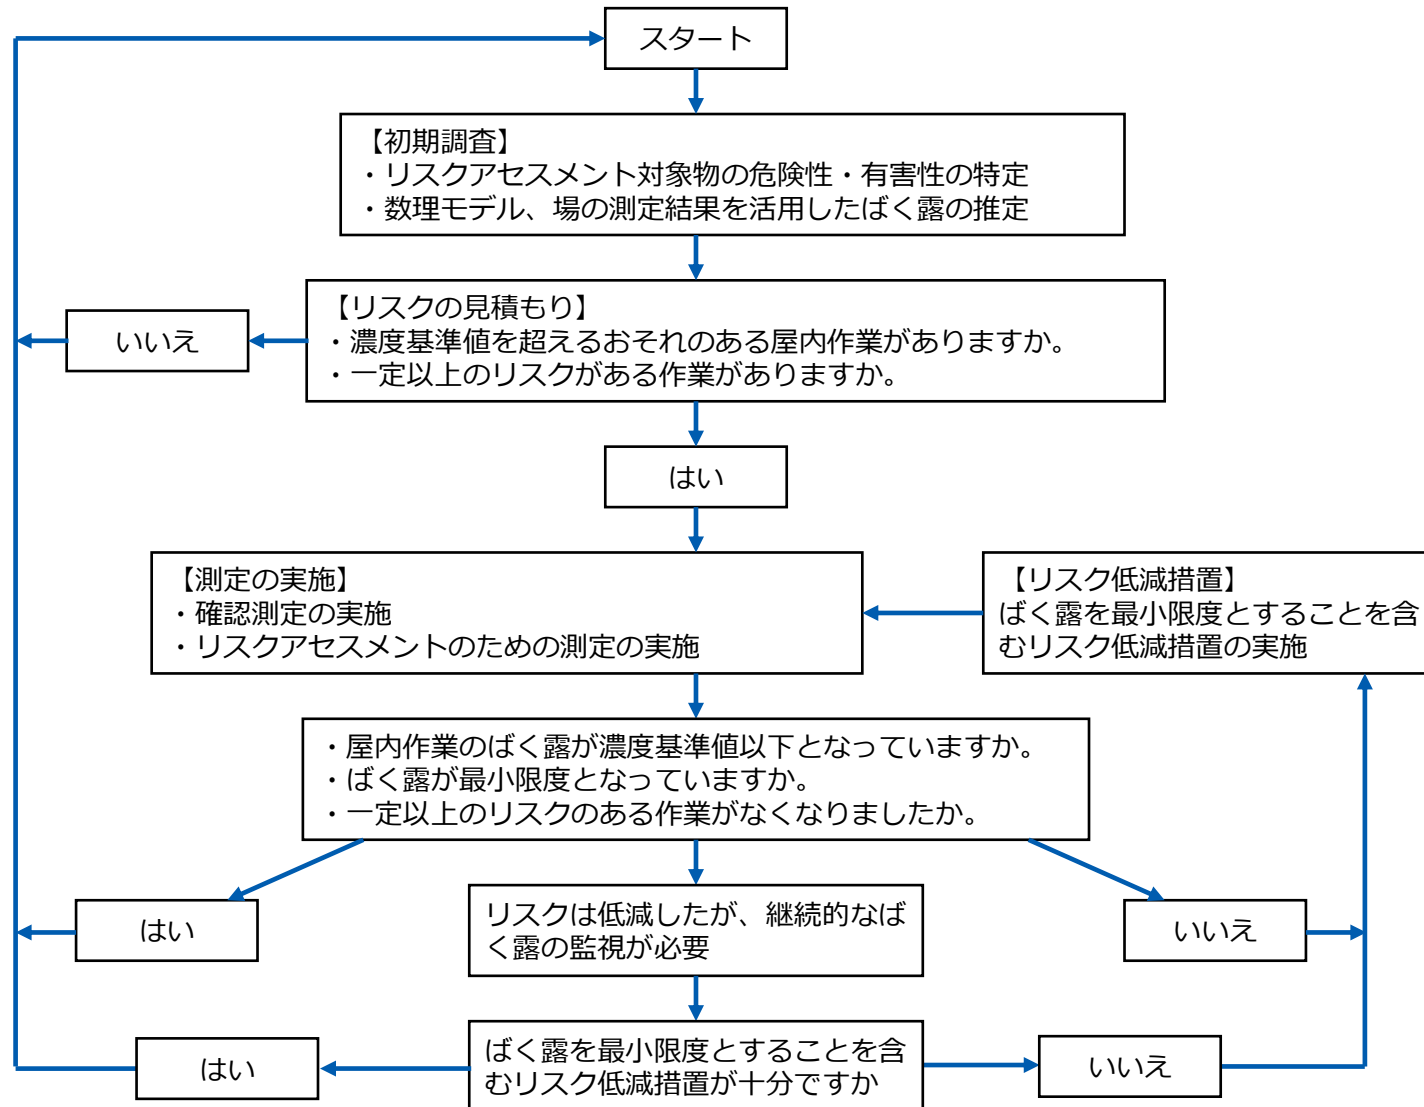 スタート
【初期調査】
・リスクアセスメント対象物の危険性・有害性の特定
・数理モデル、場の測定結果を活用したばく露の推定
いいえ
【リスクの見積もり】
・濃度基準値を超えるおそれのある屋内作業がありますか。
・一定以上のリスクがある作業がありますか。
はい
【測定の実施】
・確認測定の実施
・リスクアセスメントのための測定の実施
【リスク低減措置】
ばく露を最小限度とすることを含
むリスク低減措置の実施
・屋内作業のばく露が濃度基準値以下となっていますか。
・ばく露が最小限度となっていますか。
・一定以上のリスクのある作業がなくなりましたか。
はい
リスクは低減したが、継続的なば
く露の監視が必要
いいえ
はい
ばく露を最小限度とすることを含
むリスク低減措置が十分ですか
いいえ